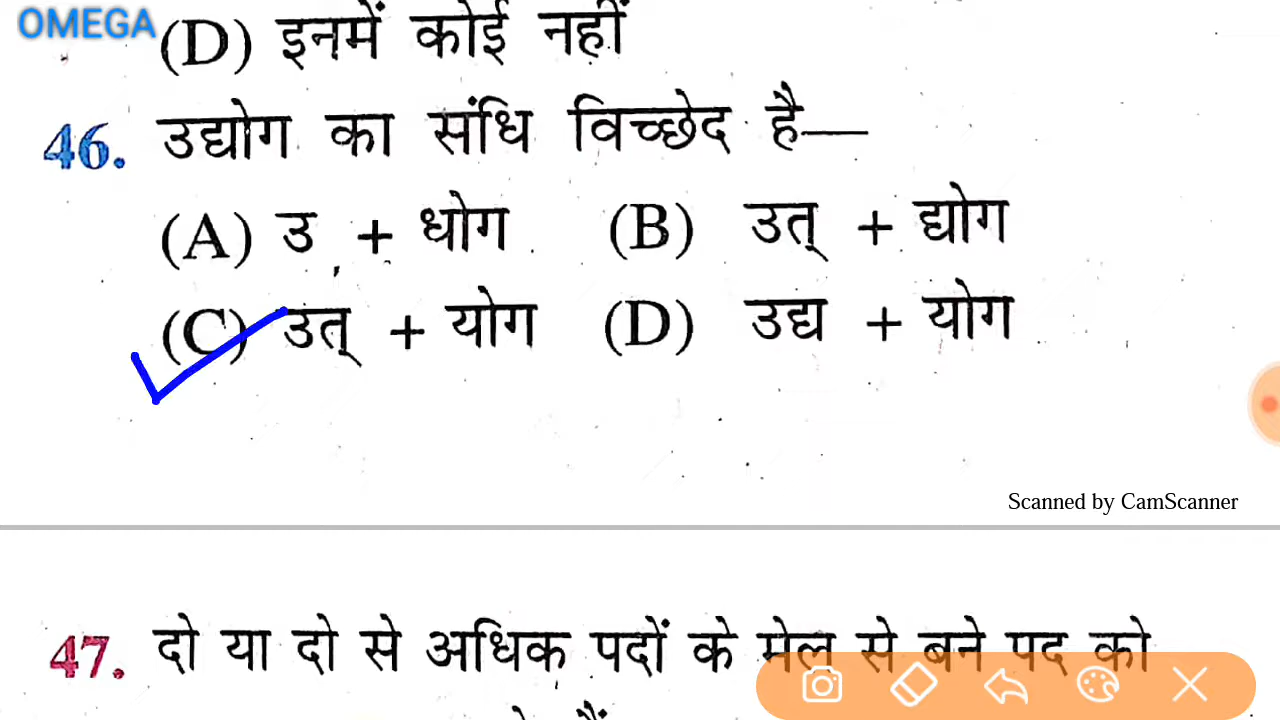 OMEGA
(D) इनमें कोई नहीं
46. उद्योग का संधि विच्छेद है—
(A) उ + धोग (B) उत् + द्योग
(C) उत् + योग (D) उद्य + योग
Scanned by CamScanner
47. दो या दो से अधिक पदों के मेल से बने पद को